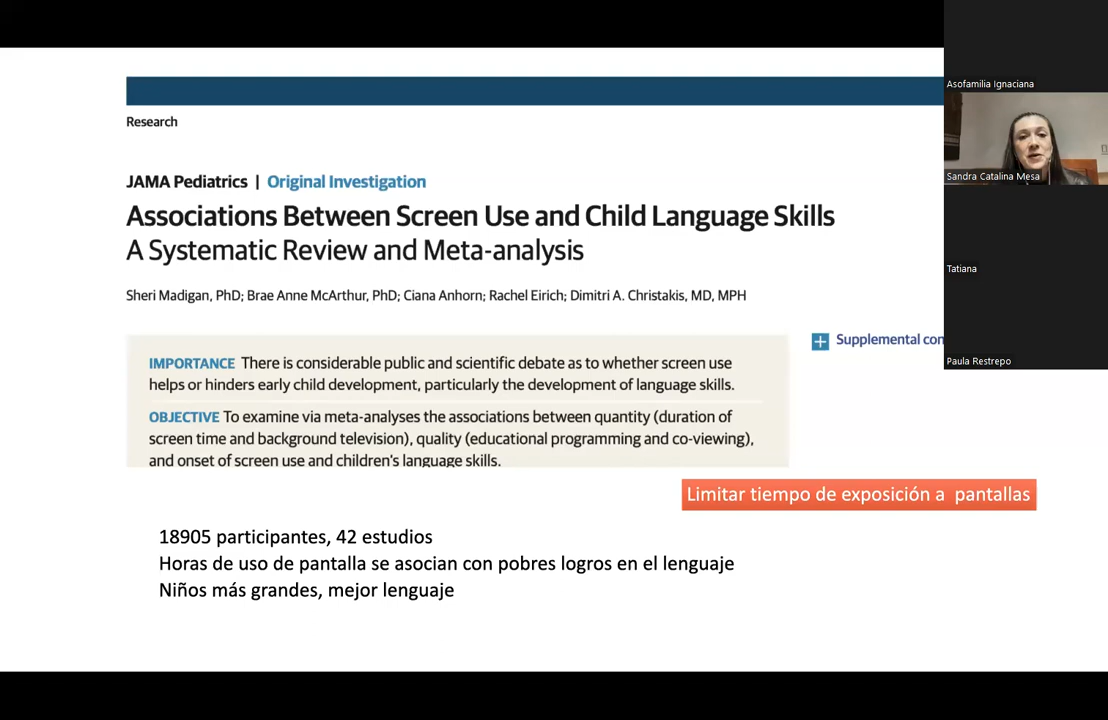 Research
JAMA Pediatrics | Original Investigation
Associations Between Screen Use and Child Language Skills
A Systematic Review and Meta-analysis
Sheri Madigan, PhD; Brae Anne McArthur, PhD; Ciana Anhorn; Rachel Eirich; Dimitri A. Christakis, MD, MPH
IMPORTANCE There is considerable public and scientific debate as to whether screen use
helps or hinders early child development, particularly the development of language skills.
OBJECTIVE To examine via meta-analyses the associations between quantity (duration of
screen time and background television), quality (educational programming and co-viewing),
and onset of screen use and children's language skills.
Supplemental con
Limitar tiempo de exposición a pantallas
18905 participantes, 42 estudios
Horas de uso de pantalla se asocian con pobres logros en el lenguaje
Niños más grandes, mejor lenguaje
Asofamilia Ignaciana
Sandra Catalina Mesa
Tatiana
Paula Restrepo